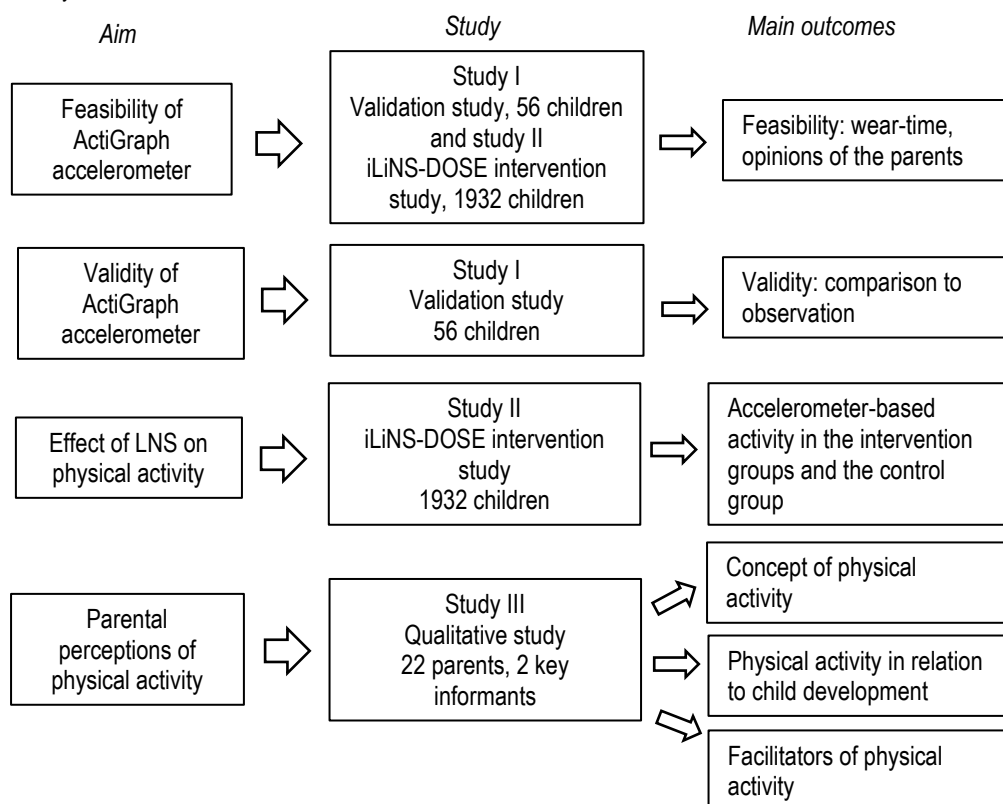 Aim
Study
Main outcomes
Feasibility of
ActiGraph
accelerometer
Study I
Validation study, 56 children
and study II
iLiNS-DOSE intervention
study, 1932 children
Feasibility: wear-time,
opinions of the parents
Validity of
ActiGraph
accelerometer
Study I
Validation study
56 children
Validity: comparison to
observation
Effect of LNS on
physical activity
Study II
iLiNS-DOSE intervention
study
1932 children
Accelerometer-based
activity in the intervention
groups and the control
group
Parental
perceptions of
physical activity
Study III
Qualitative study
22 parents, 2 key
informants
Concept of physical
activity
Physical activity in relation
to child development
Facilitators of physical
activity